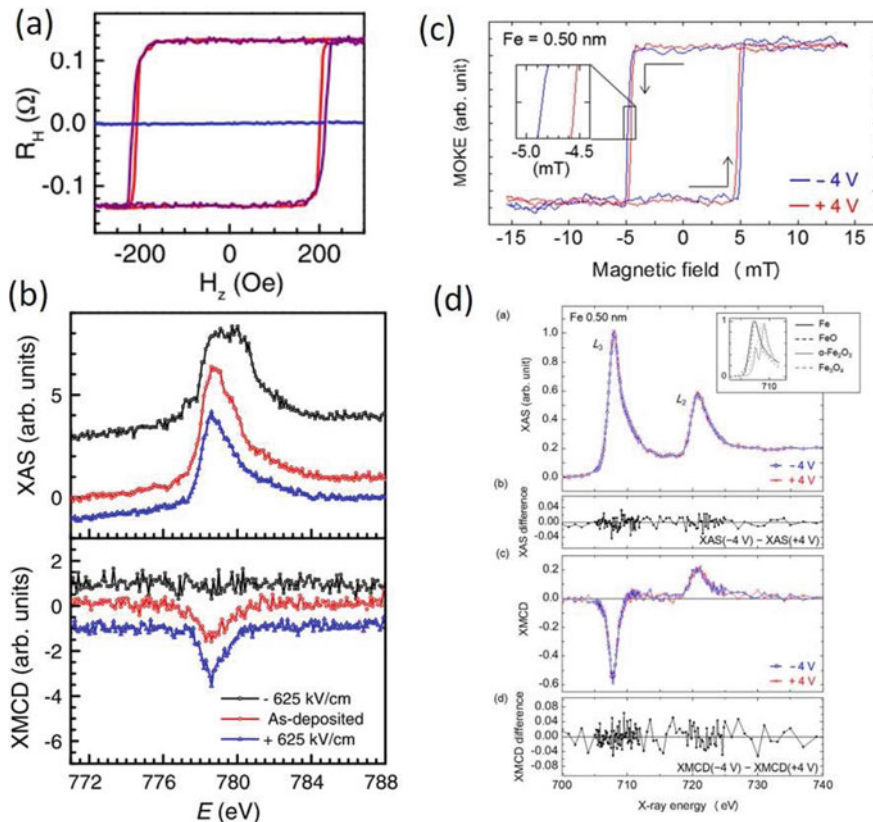 (a)
0.1
0.0
-0.1
R_H (Ω)
-200
0
200
H_z (Oe)
(c)
Fe = 0.50 nm
MOKE (arb. unit)
-5.0
-4.5
(mT)
− 4 V
+ 4 V
-15
-10
-5
0
5
10
15
Magnetic field (mT)
(b)
XAS (arb. units)
5
0
XMCD (arb. units)
2
0
-2
-4
-6
- 625 kV/cm
As-deposited
+ 625 kV/cm
772
776
780
784
788
E (eV)
(d)
(a)
Fe 0.50 nm
L₃
L₂
1
0
710
Fe
FeO
α-Fe₂O₃
Fe₃O₄
XAS (arb. unit)
1.0
0.8
0.6
0.4
0.2
0.0
− 4 V
+ 4 V
(b)
XAS difference
0.04
0.00
-0.04
XAS(−4 V) − XAS(+4 V)
(c)
XMCD
0.2
0.0
-0.2
-0.4
-0.6
− 4 V
+ 4 V
(d)
XMCD difference
0.08
0.04
0.00
-0.04
-0.08
XMCD(−4 V) − XMCD(+4 V)
700
710
720
730
740
X-ray energy (eV)